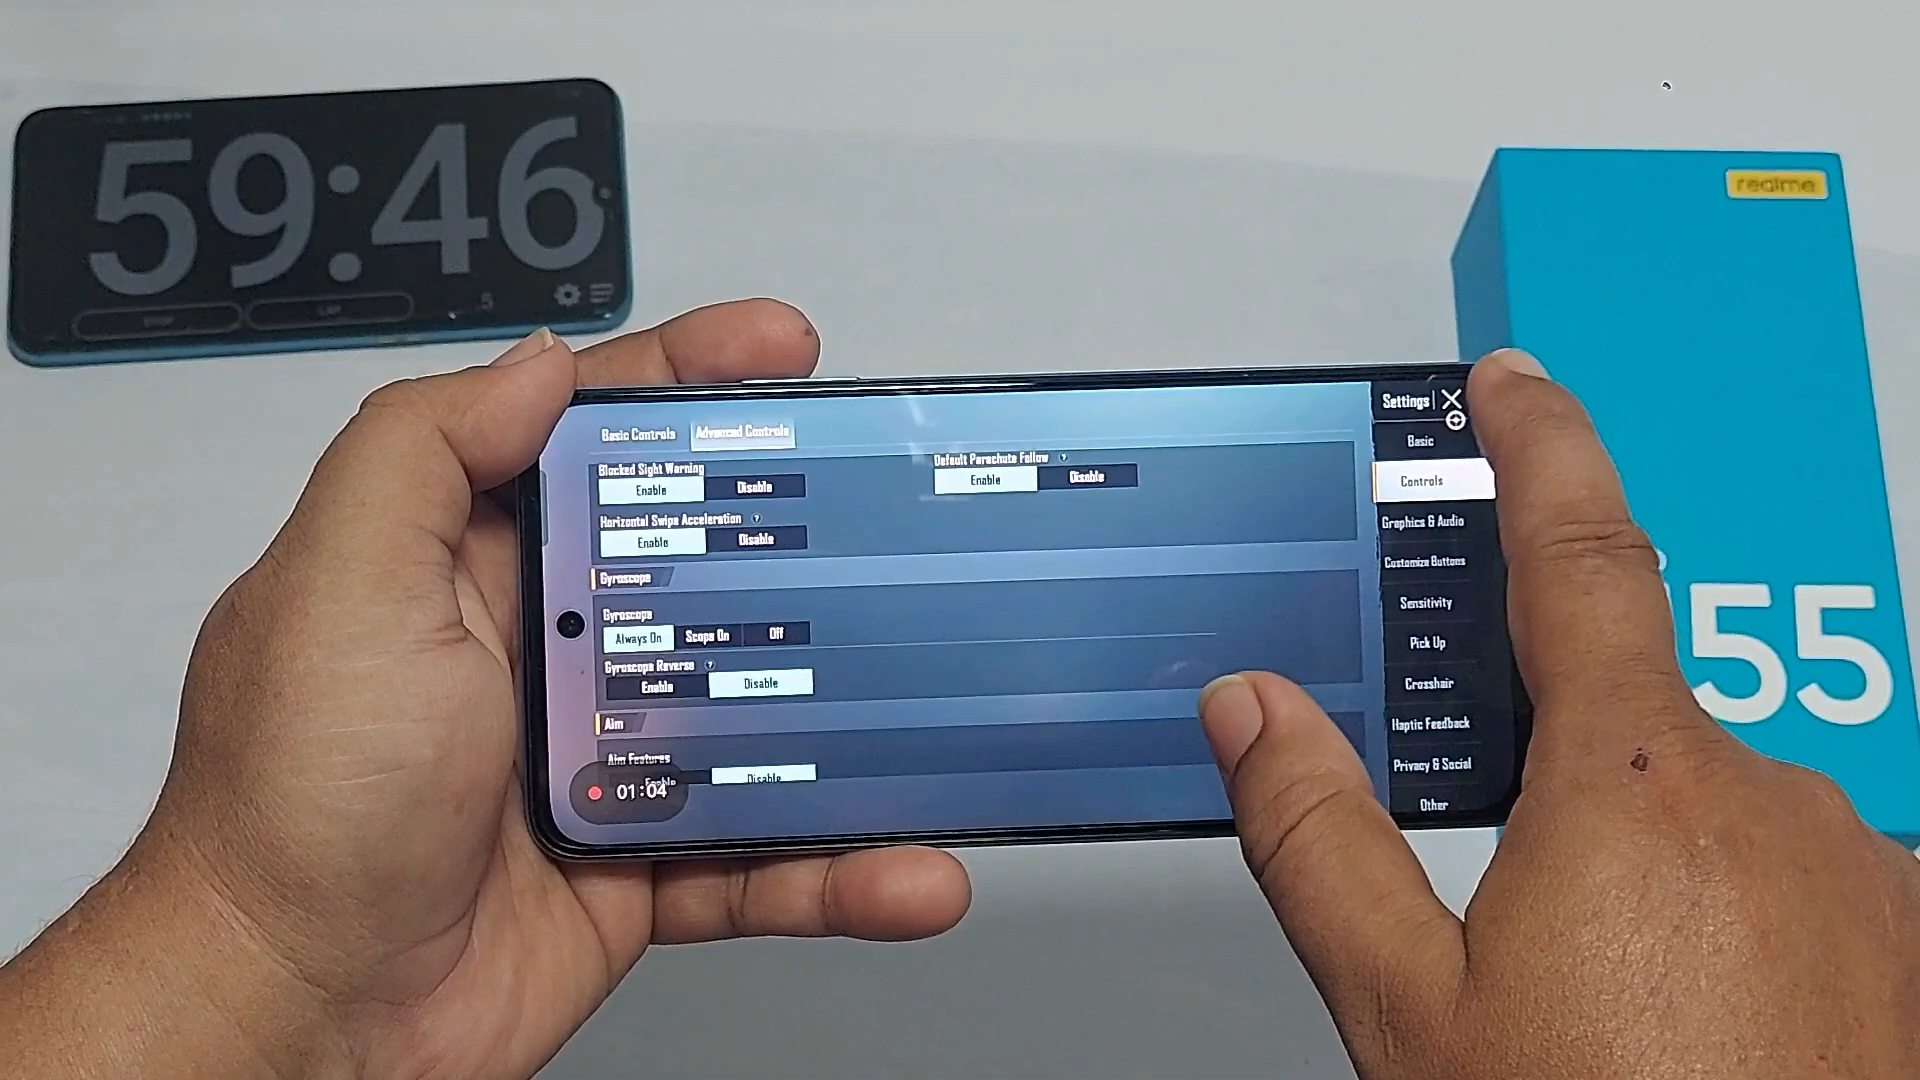 59:46
5
realme
55
Basic Controls
Advanced Controls
Blocked Sight Warning
Enable
Disable
Default Parachute Follow ?
Enable
Disable
Horizontal Swipe Acceleration ?
Enable
Disable
Gyroscope
Gyroscope
Always On
Scope On
Off
Gyroscope Reverse ?
Enable
Disable
Aim
Aim Features
Enable
Disable
01:04
Settings
Basic
Controls
Graphics & Audio
Customize Buttons
Sensitivity
Pick Up
Crosshair
Haptic Feedback
Privacy & Social
Other